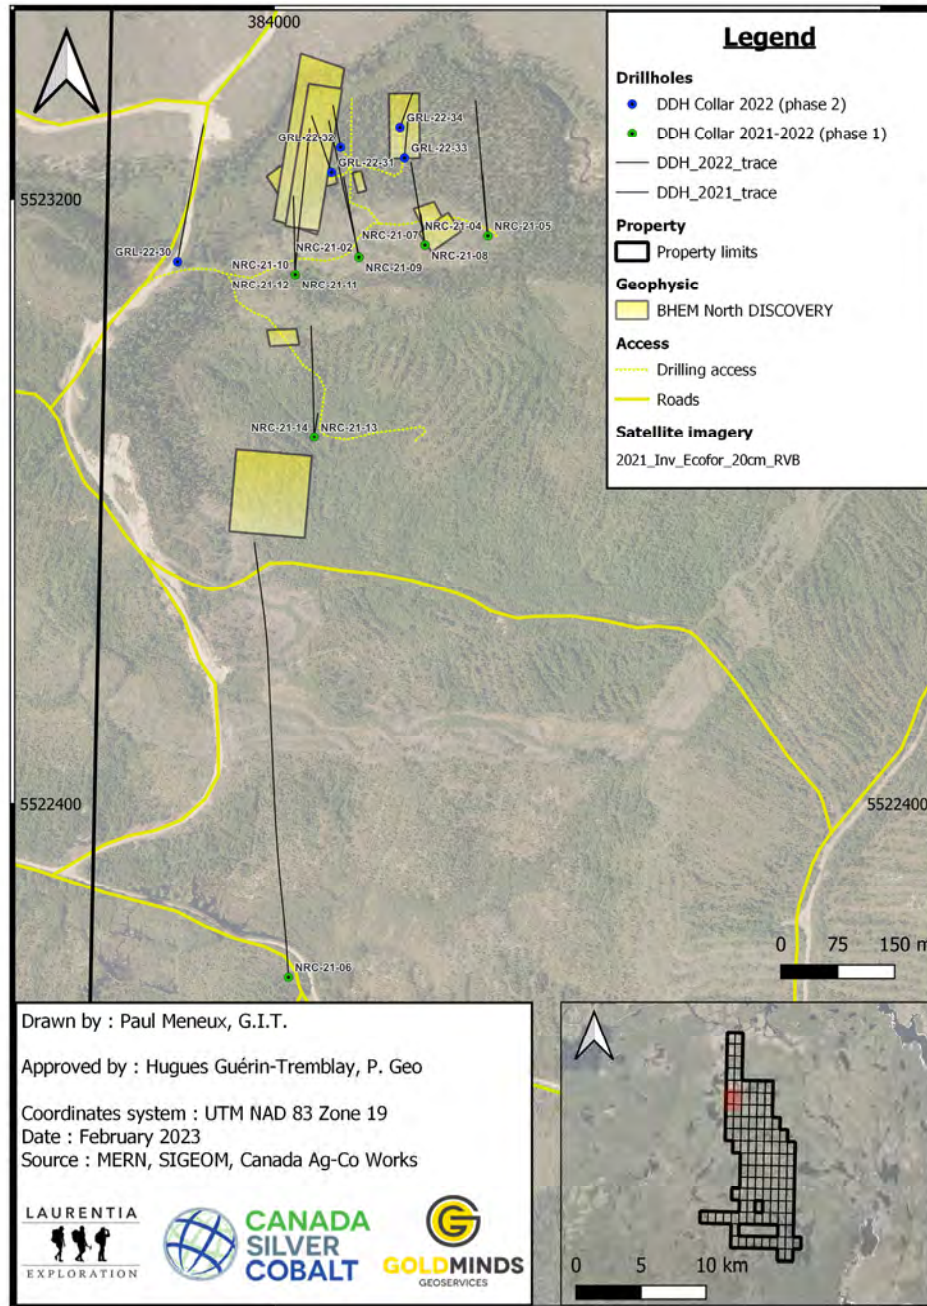 384000
Legend
Drillholes
DDH Collar 2022 (phase 2)
DDH Collar 2021-2022 (phase 1)
DDH_2022_trace
DDH_2021_trace
Property
Property limits
Geophysic
BHEM North DISCOVERY
Access
Drilling access
Roads
Satellite imagery
2021_Inv_Ecofor_20cm_RVB
GRL-22-34
GRL-22-32
GRL-22-33
GRL-22-31
5523200
NRC-21-04
NRC-21-05
NRC-21-07
NRC-21-02
NRC-21-08
GRL-22-30
NRC-21-09
NRC-21-10
NRC-21-12
NRC-21-11
NRC-21-14
NRC-21-13
5522400
5522400
0 75 150 m
NRC-21-06
Drawn by : Paul Meneux, G.I.T.
Approved by : Hugues Guérin-Tremblay, P. Geo
Coordinates system : UTM NAD 83 Zone 19
Date : February 2023
Source : MERN, SIGEOM, Canada Ag-Co Works
LAURENTIA
EXPLORATION
CANADA
SILVER
COBALT
GOLDMINDS
GEOSERVICES
0 5 10 km